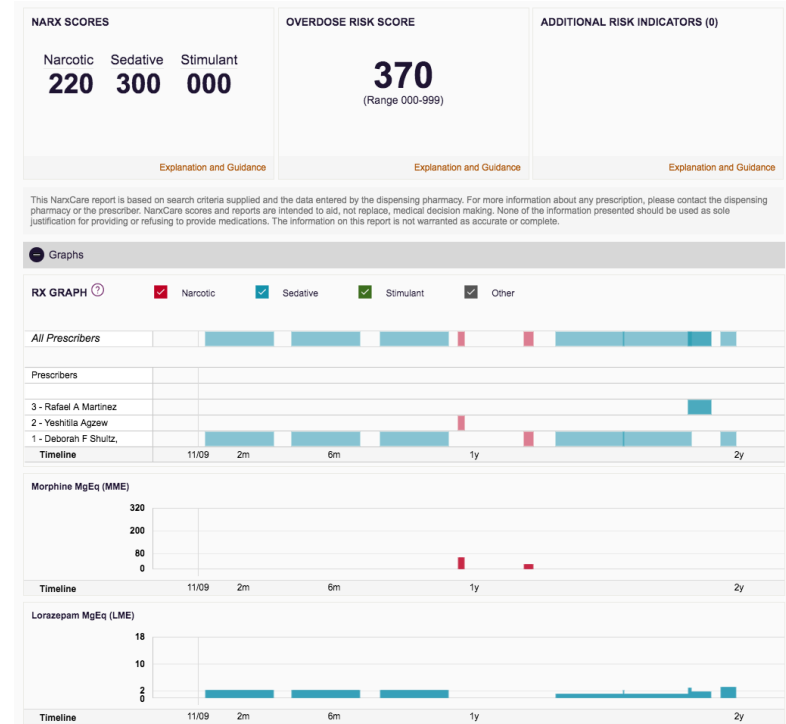 NARX SCORES
Narcotic Sedative Stimulant
220 300 000
Explanation and Guidance
OVERDOSE RISK SCORE
370
(Range 000-999)
Explanation and Guidance
ADDITIONAL RISK INDICATORS (0)
Explanation and Guidance
This NarxCare report is based on search criteria supplied and the data entered by the dispensing pharmacy. For more information about any prescription, please contact the dispensing
pharmacy or the prescriber. NarxCare scores and reports are intended to aid, not replace, medical decision making. None of the information presented should be used as sole
justification for providing or refusing to provide medications. The information on this report is not warranted as accurate or complete.
Graphs
RX GRAPH ? Narcotic Sedative Stimulant Other
All Prescribers
Prescribers
3 - Rafael A Martinez
2 - Yeshitila Agzew
1 - Deborah F Shultz,
Timeline 11/09 2m 6m 1y 2y
Morphine MgEq (MME)
320
200
80
0
Timeline 11/09 2m 6m 1y 2y
Lorazepam MgEq (LME)
18
10
2
0
Timeline 11/09 2m 6m 1y 2y